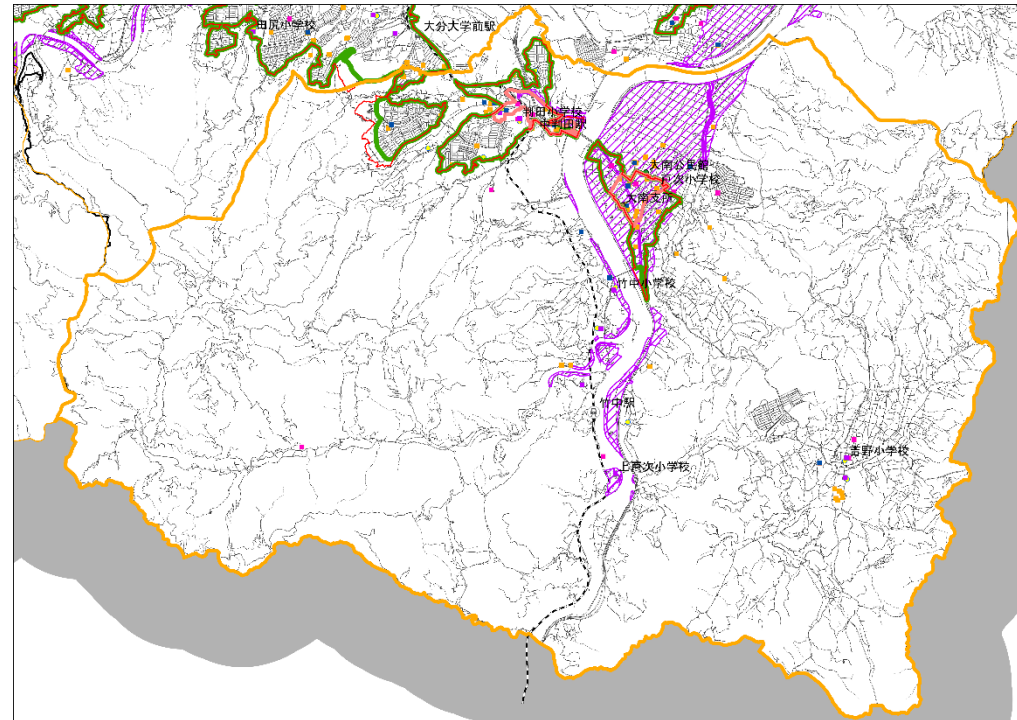 田尻小学校
大分大学前駅
判田小学校
中判田駅
大南公民館
戸次小学校
大南支所
竹中小学校
竹中駅
上戸次小学校
吉野小学校